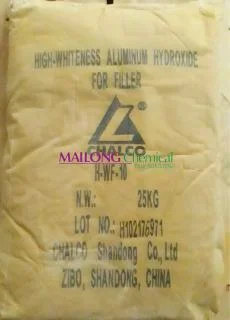 HIGH-WHITENESS ALUMINUM HYDROXIDE
FOR FILLER
®
CHALCO
MAILONG Chemical
H-WF-10
N.W.: 25KG
LOT NO.: H102176971
CHALCO Shandong Co.,Ltd
ZIBO, SHANDONG, CHINA